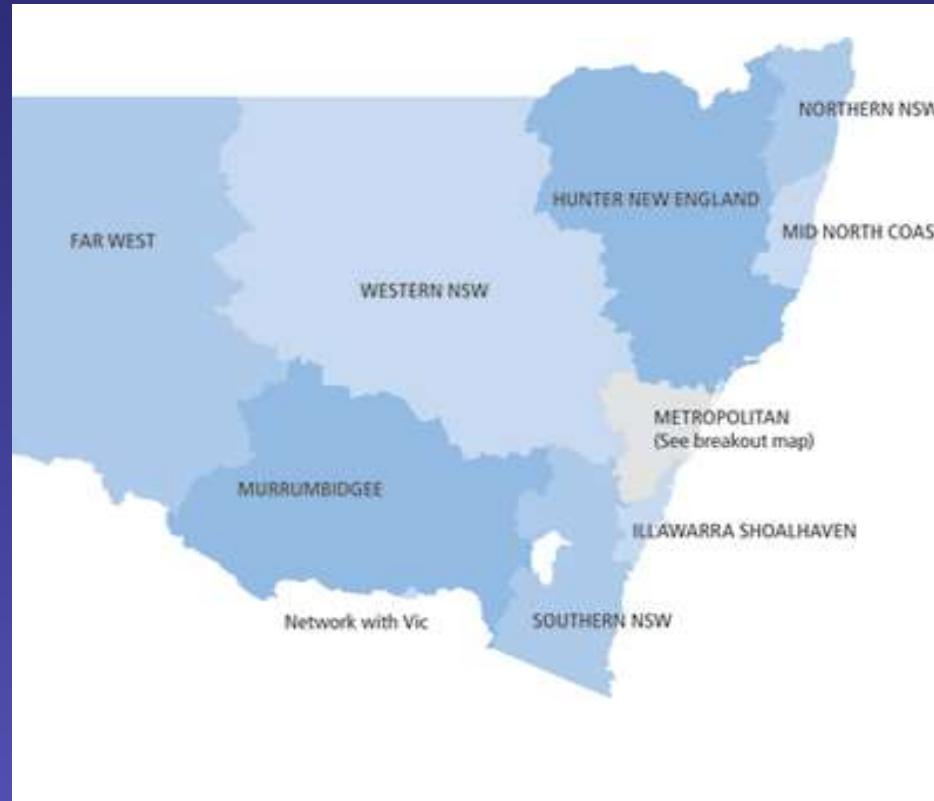 NORTHERN NSW
HUNTER NEW ENGLAND
MID NORTH COAS
FAR WEST
WESTERN NSW
METROPOLITAN
(See breakout map)
MURRUMBIDGEE
ILLAWARRA SHOALHAVEN
Network with Vic
SOUTHERN NSW